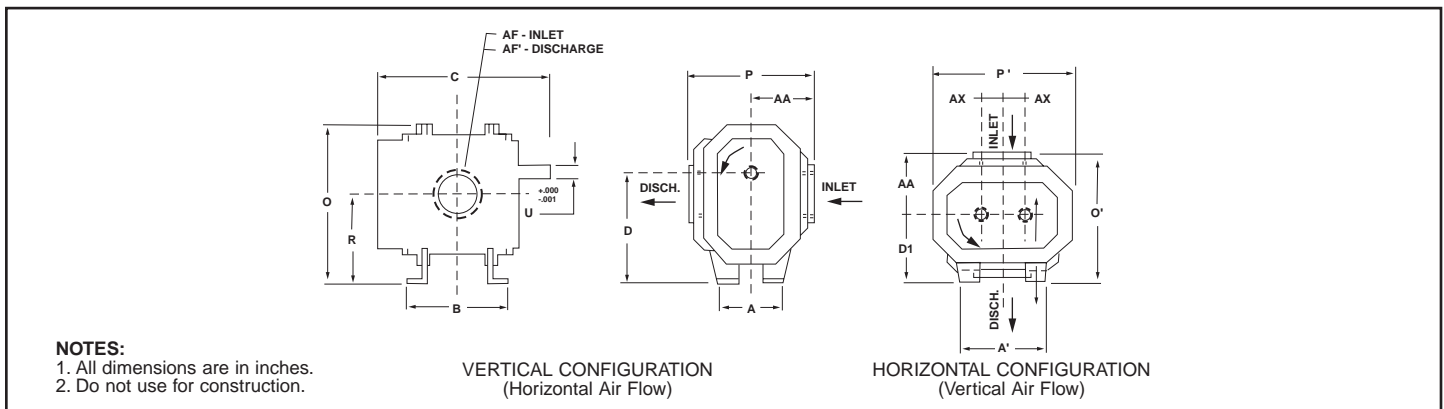 AF - INLET
AF' - DISCHARGE
C
O
R
B
U
+.000
-.001
P
AA
DISCH.
INLET
D
A
P '
AX
AX
INLET
AA
D1
O'
DISCH.
A'
NOTES:
1. All dimensions are in inches.
2. Do not use for construction.
VERTICAL CONFIGURATION
(Horizontal Air Flow)
HORIZONTAL CONFIGURATION
(Vertical Air Flow)